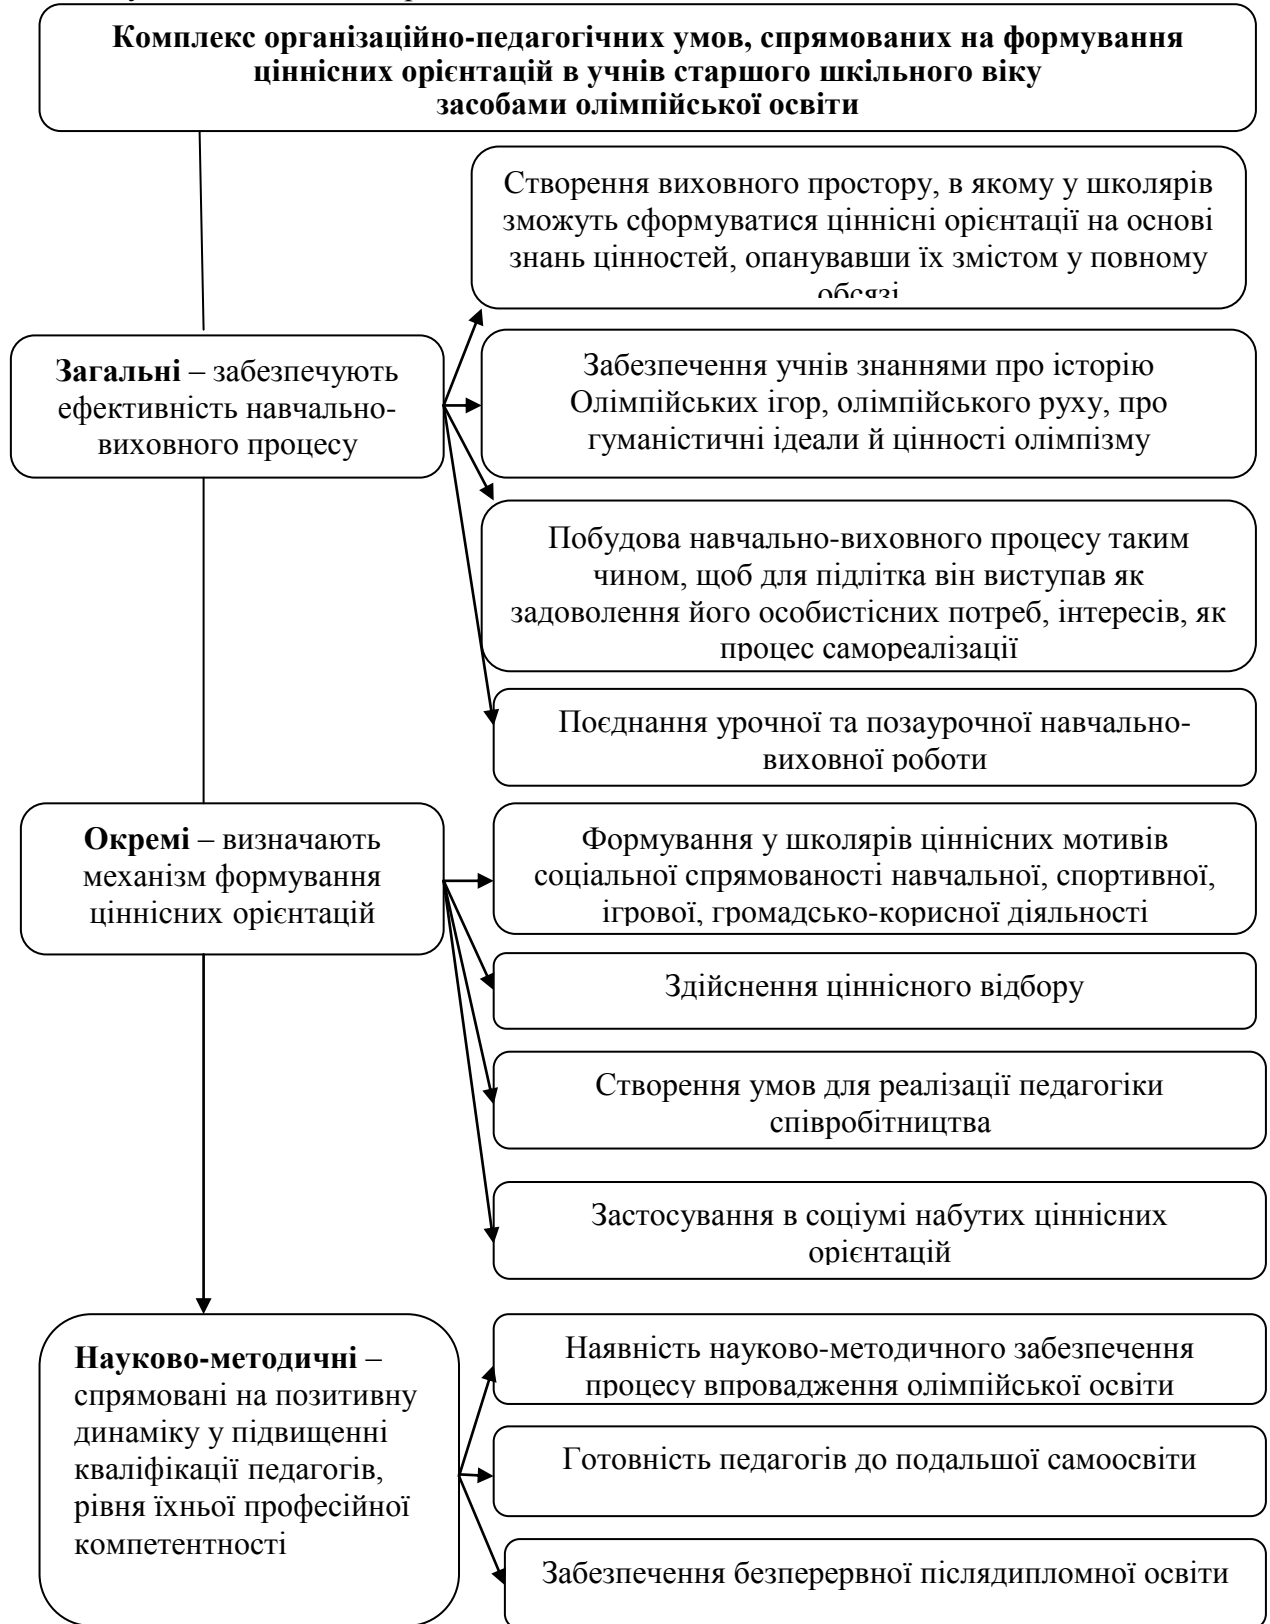 Комплекс організаційно-педагогічних умов, спрямованих на формування
ціннісних орієнтацій в учнів старшого шкільного віку
засобами олімпійської освіти
Створення виховного простору, в якому у школярів
зможуть сформуватися ціннісні орієнтації на основі
знань цінностей, опанувавши їх змістом у повному
обсязі
Загальні – забезпечують
ефективність навчально-
виховного процесу
Забезпечення учнів знаннями про історію
Олімпійських ігор, олімпійського руху, про
гуманістичні ідеали й цінності олімпізму
Побудова навчально-виховного процесу таким
чином, щоб для підлітка він виступав як
задоволення його особистісних потреб, інтересів, як
процес самореалізації
Поєднання урочної та позаурочної навчально-
виховної роботи
Окремі – визначають
механізм формування
ціннісних орієнтацій
Формування у школярів ціннісних мотивів
соціальної спрямованості навчальної, спортивної,
ігрової, громадсько-корисної діяльності
Здійснення ціннісного відбору
Створення умов для реалізації педагогіки
співробітництва
Застосування в соціумі набутих ціннісних
орієнтацій
Науково-методичні –
спрямовані на позитивну
динаміку у підвищенні
кваліфікації педагогів,
рівня їхньої професійної
компетентності
Наявність науково-методичного забезпечення
процесу впровадження олімпійської освіти
Готовність педагогів до подальшої самоосвіти
Забезпечення безперервної післядипломної освіти